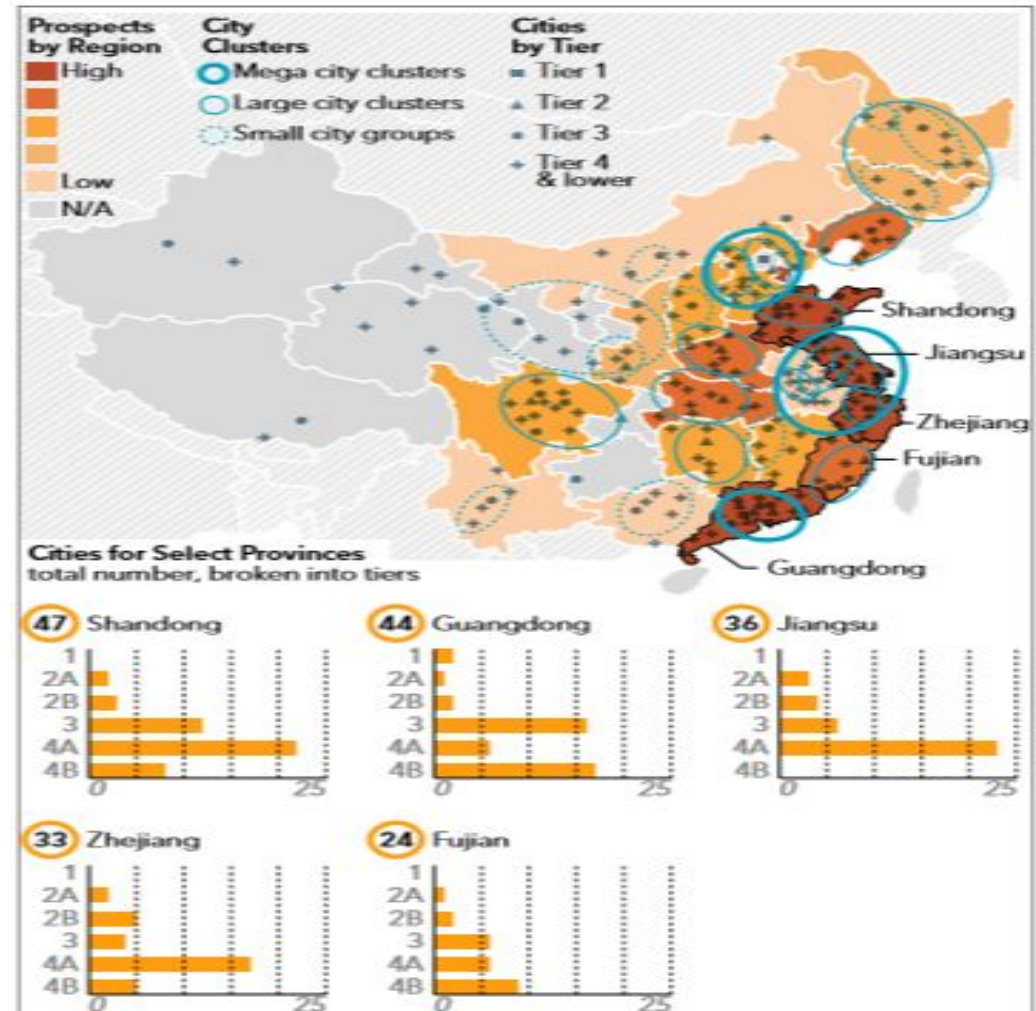 Prospects
by Region
High
Low
N/A
City
Clusters
Mega city clusters
Large city clusters
Small city groups
Cities
by Tier
Tier 1
Tier 2
Tier 3
Tier 4
& lower
Shandong
Jiangsu
Zhejiang
Fujian
Guangdong
Cities for Select Provinces
total number, broken into tiers
47 Shandong
1
2A
2B
3
4A
4B
0 25
44 Guangdong
1
2A
2B
3
4A
4B
0 25
36 Jiangsu
1
2A
2B
3
4A
4B
0 25
33 Zhejiang
1
2A
2B
3
4A
4B
0 25
24 Fujian
1
2A
2B
3
4A
4B
0 25